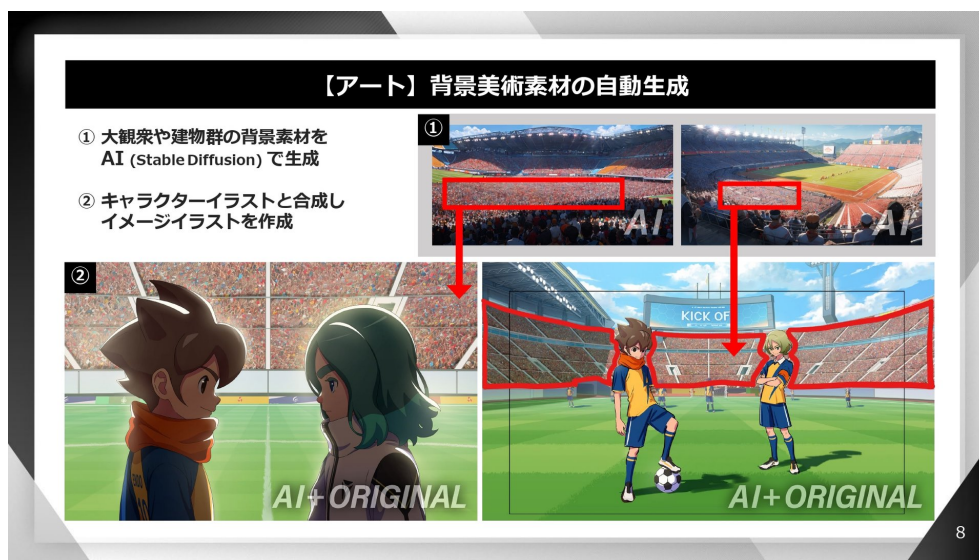 【アート】背景美術素材の自動生成
① 大観衆や建物群の背景素材を
AI (Stable Diffusion) で生成
② キャラクターイラストと合成し
イメージイラストを作成
①
AI
AI
②
AI+ORIGINAL
KICK OF
AI+ORIGINAL
8